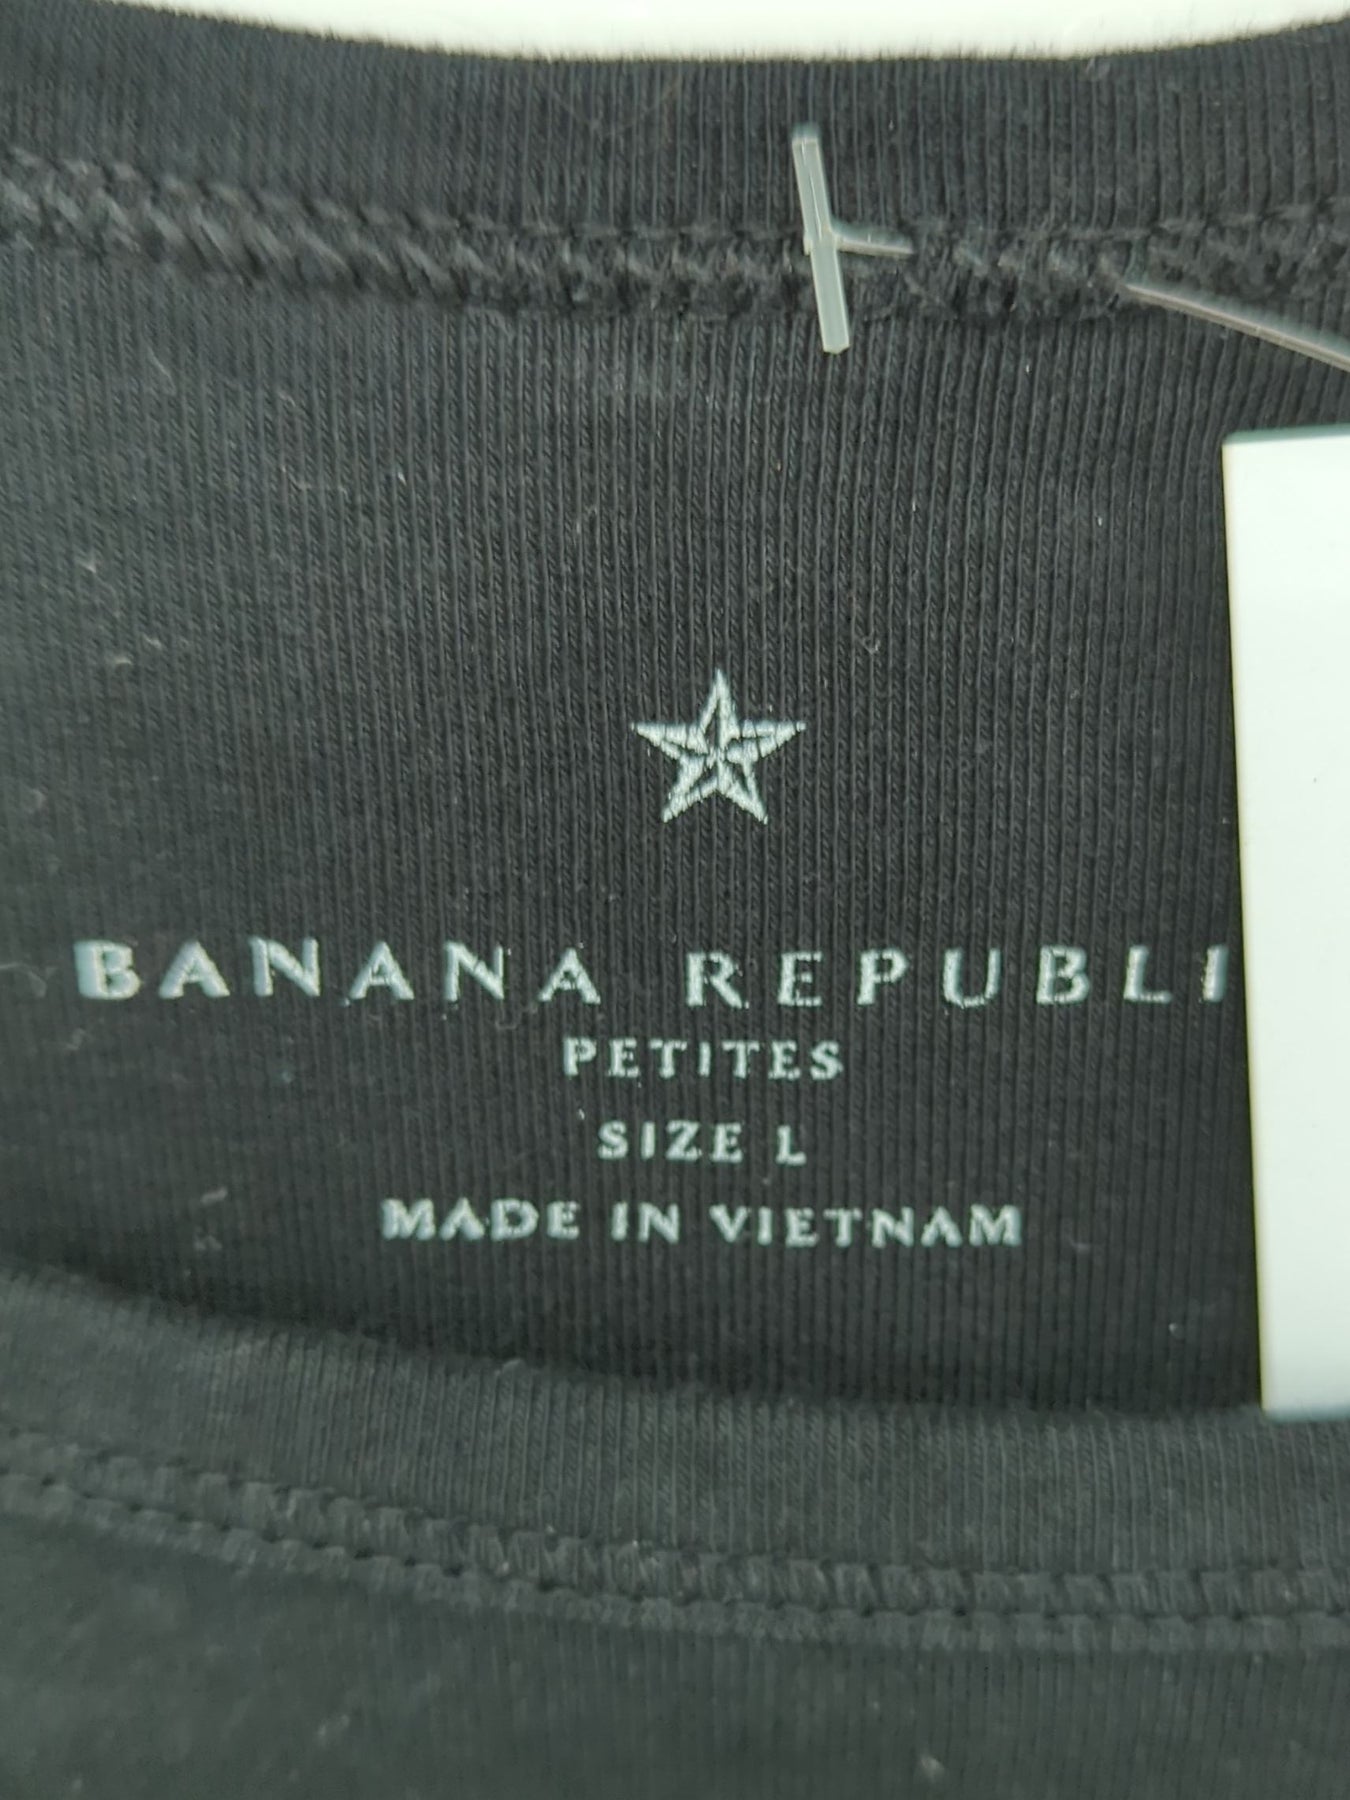 BANANA REPUBLI
PETITES
SIZE L
MADE IN VIETNAM